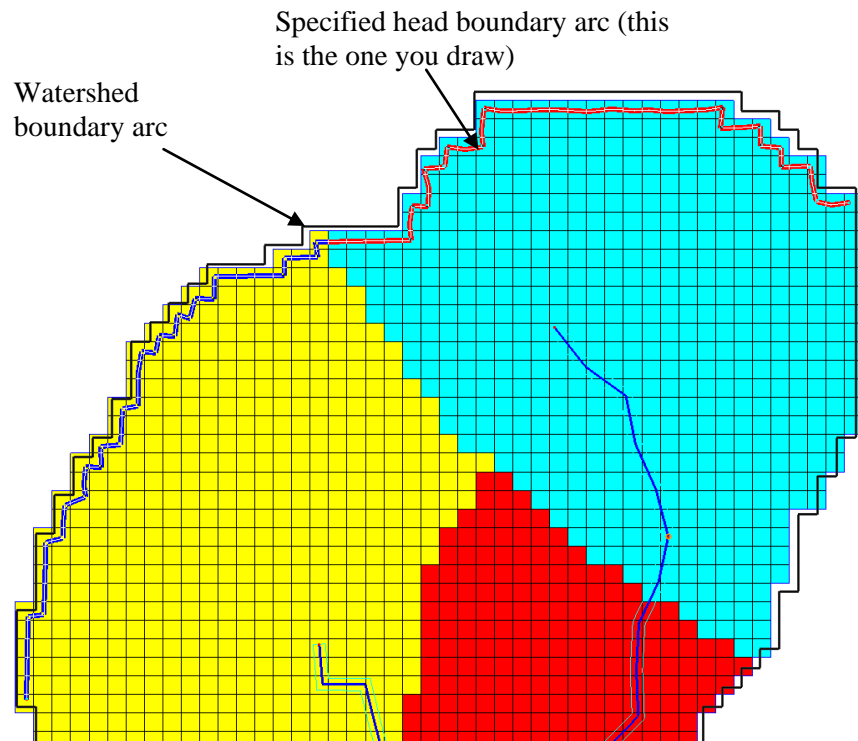 Specified head boundary arc (this
is the one you draw)
Watershed
boundary arc